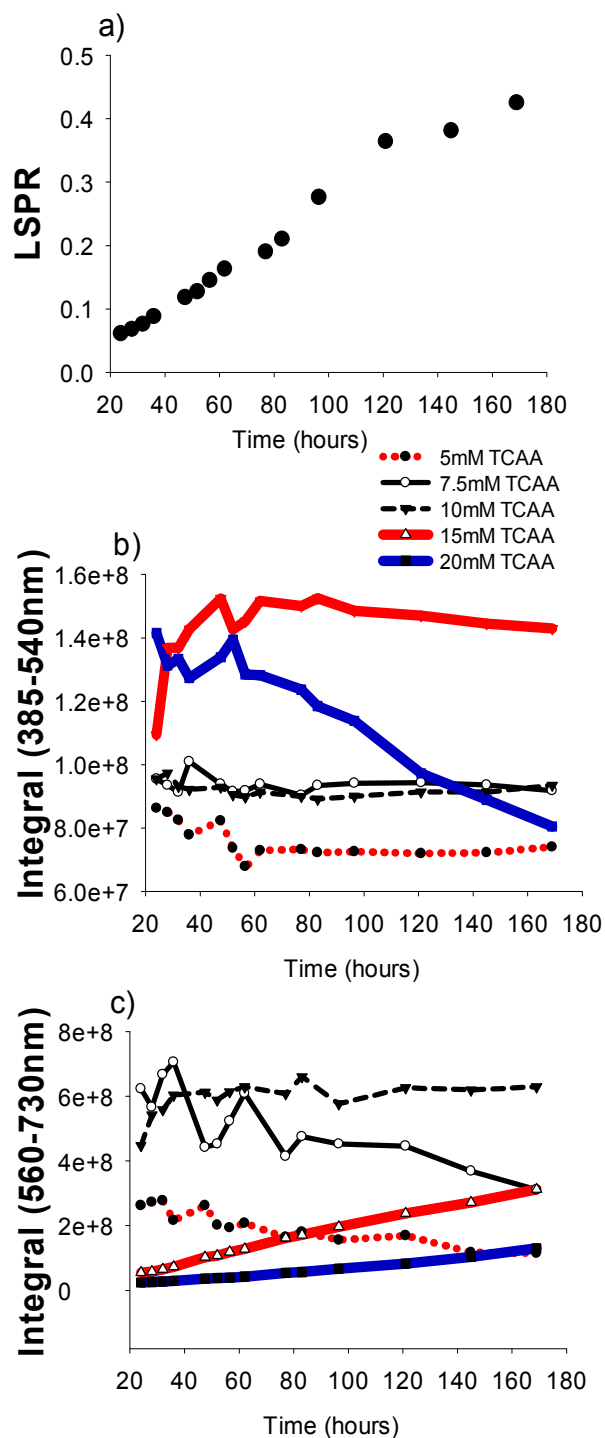 a)
LSPR
0.5
0.4
0.3
0.2
0.1
0.0
20 40 60 80 100 120 140 160 180
Time (hours)
5mM TCAA
7.5mM TCAA
10mM TCAA
15mM TCAA
20mM TCAA
b)
Integral (385-540nm)
1.6e+8
1.4e+8
1.2e+8
1.0e+8
8.0e+7
6.0e+7
20 40 60 80 100 120 140 160 180
Time (hours)
c)
Integral (560-730nm)
8e+8
6e+8
4e+8
2e+8
0
20 40 60 80 100 120 140 160 180
Time (hours)